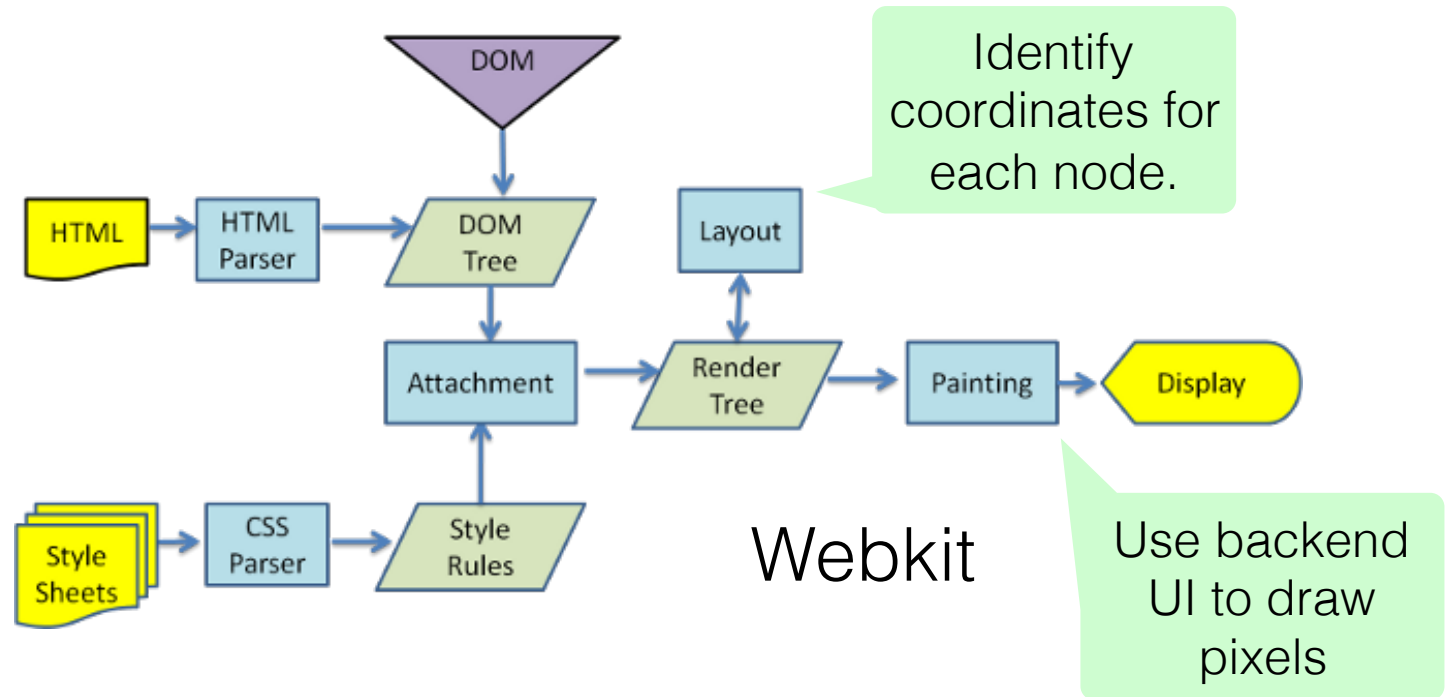 DOM
Identify
coordinates for
each node.
HTML
HTML
Parser
DOM
Tree
Layout
Attachment
Render
Tree
Painting
Display
Style
Sheets
CSS
Parser
Style
Rules
Webkit
Use backend
UI to draw
pixels